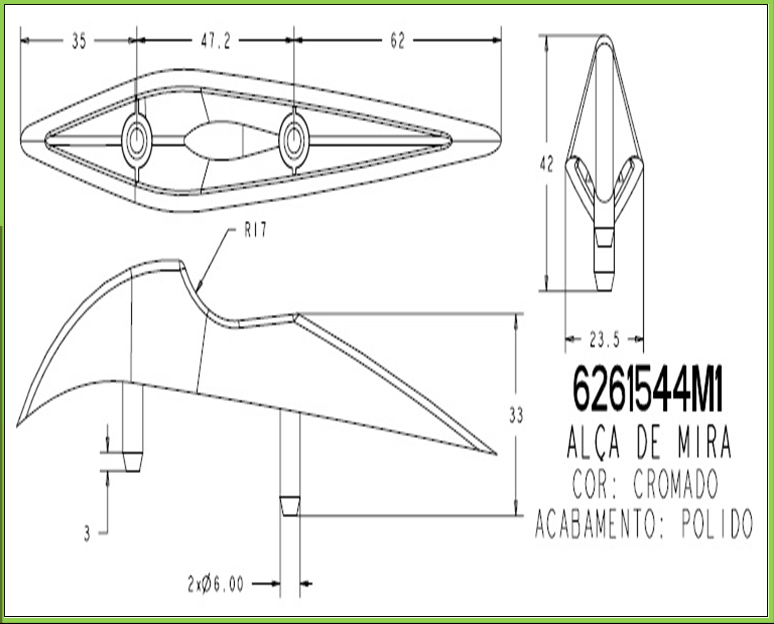 35
47.2
62
R17
42
23.5
33
3
2xØ6.00
6261544M1
ALÇA DE MIRA
COR: CROMADO
ACABAMENTO: POLIDO